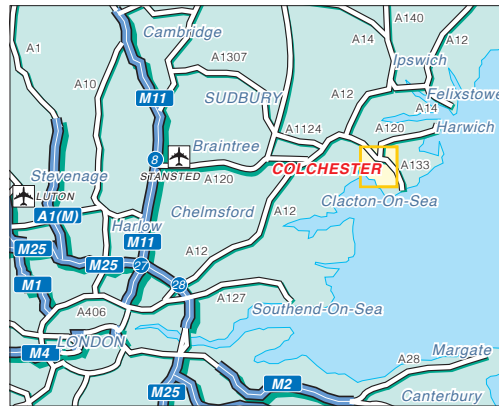 A140
A1
Cambridge
A14
A12
A1307
Ipswich
A10
Felixstowe
M11
SUDBURY
A12
A14
A1124
A120
Harwich
Braintree
8
Stevenage
STANSTED
COLCHESTER
A133
A120
LUTON
Clacton-On-Sea
Chelmsford
A1(M)
A12
Harlow
M25
M11
A12
M25
27
M1
28
A127
Southend-On-Sea
A406
LONDON
M4
Margate
A28
M25
M2
Canterbury